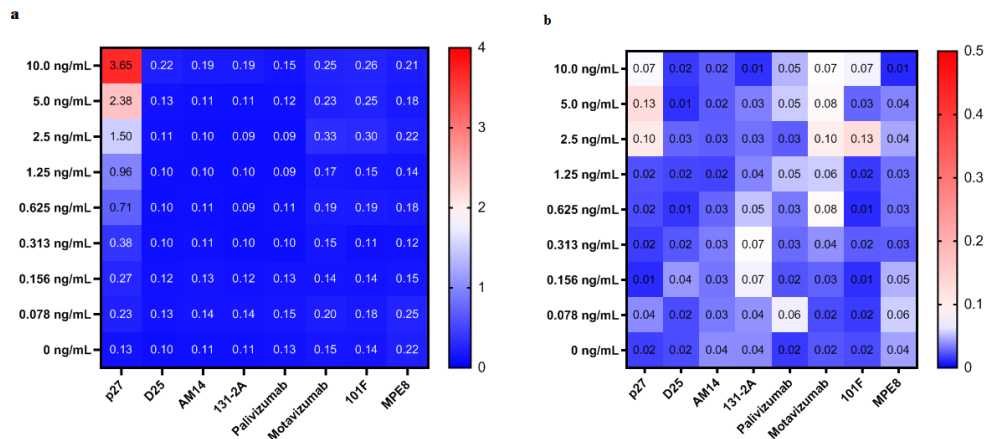 a
10.0 ng/mL 3.65 0.22 0.19 0.19 0.15 0.25 0.26 0.21
5.0 ng/mL 2.38 0.13 0.11 0.11 0.12 0.23 0.25 0.18
2.5 ng/mL 1.50 0.11 0.10 0.09 0.09 0.33 0.30 0.22
1.25 ng/mL 0.96 0.10 0.10 0.10 0.09 0.17 0.15 0.14
0.625 ng/mL 0.71 0.10 0.11 0.09 0.11 0.19 0.19 0.18
0.313 ng/mL 0.38 0.10 0.11 0.10 0.10 0.15 0.11 0.12
0.156 ng/mL 0.27 0.12 0.13 0.12 0.13 0.14 0.14 0.15
0.078 ng/mL 0.23 0.13 0.14 0.14 0.15 0.20 0.18 0.25
0 ng/mL 0.13 0.10 0.11 0.11 0.13 0.15 0.14 0.22
p27 D25 AM14 131-2A Palivizumab Motavizumab 101F MPE8
4
3
2
1
0
b
10.0 ng/mL 0.07 0.02 0.02 0.01 0.05 0.07 0.07 0.01
5.0 ng/mL 0.13 0.01 0.02 0.03 0.05 0.08 0.03 0.04
2.5 ng/mL 0.10 0.03 0.03 0.03 0.03 0.10 0.13 0.04
1.25 ng/mL 0.02 0.02 0.02 0.04 0.05 0.06 0.02 0.03
0.625 ng/mL 0.02 0.01 0.03 0.05 0.03 0.08 0.01 0.03
0.313 ng/mL 0.02 0.02 0.03 0.07 0.03 0.04 0.02 0.03
0.156 ng/mL 0.01 0.04 0.03 0.07 0.02 0.03 0.01 0.05
0.078 ng/mL 0.04 0.02 0.03 0.04 0.06 0.02 0.02 0.06
0 ng/mL 0.02 0.02 0.04 0.04 0.02 0.02 0.02 0.04
p27 D25 AM14 131-2A Palivizumab Motavizumab 101F MPE8
0.5
0.4
0.3
0.2
0.1
0.0